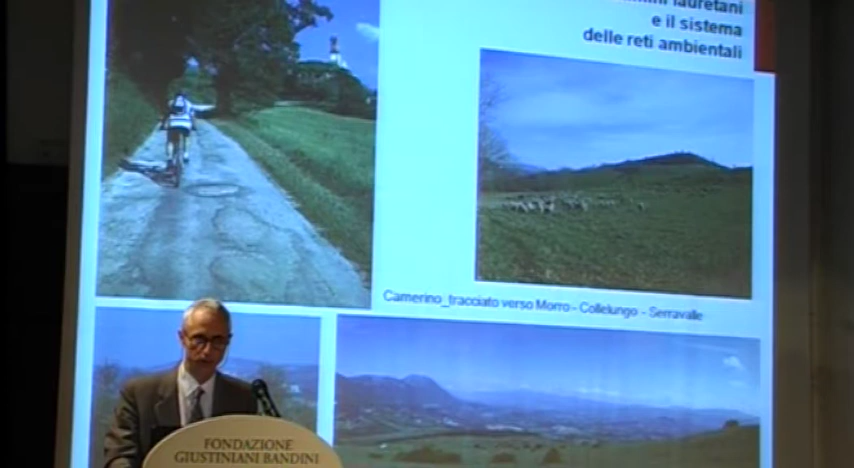 lauretani
e il sistema
delle reti ambientali
Camerino_tracciato verso Morro - Collelungo - Serravalle
FONDAZIONE
GIUSTINIANI BANDINI